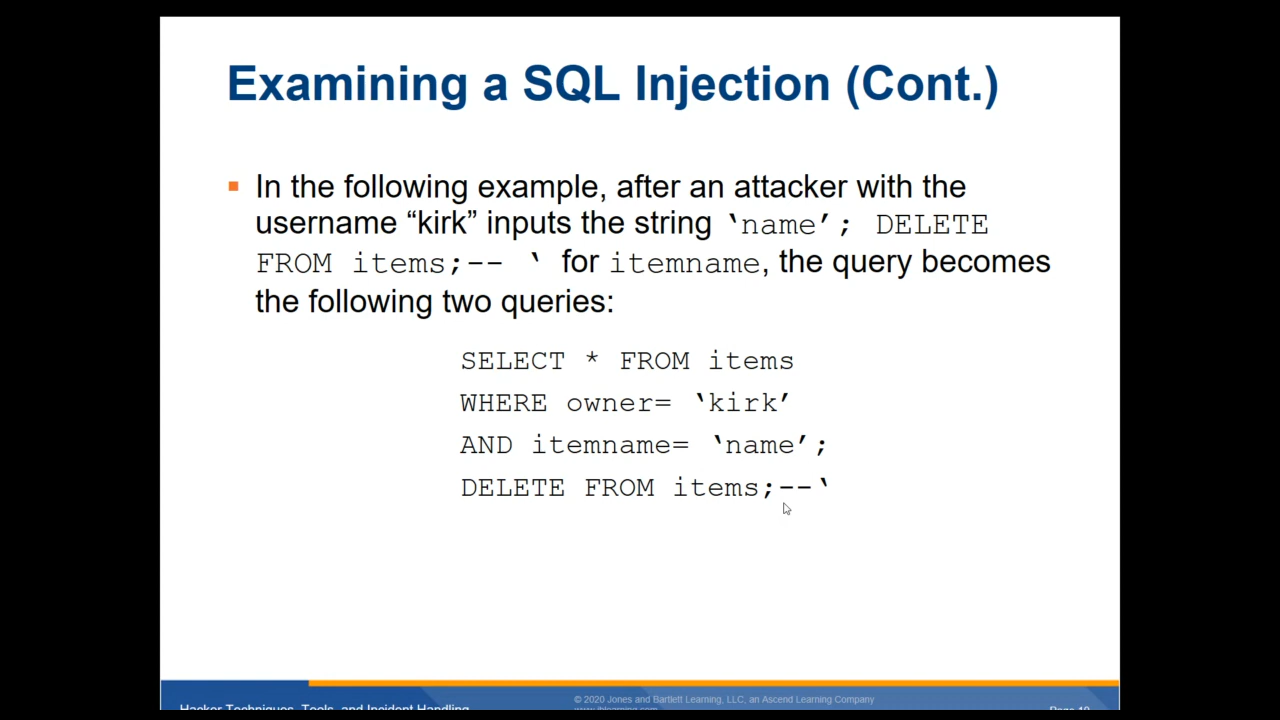 Examining a SQL Injection (Cont.)
▪ In the following example, after an attacker with the
username “kirk” inputs the string ‘name’; DELETE
FROM items;-- ‘ for itemname, the query becomes
the following two queries:
SELECT * FROM items
WHERE owner= ‘kirk’
AND itemname= ‘name’;
DELETE FROM items;--‘
© 2020 Jones and Bartlett Learning, LLC, an Ascend Learning Company
www.jblearning.com
Hacker Techniques, Tools, and Incident Handling